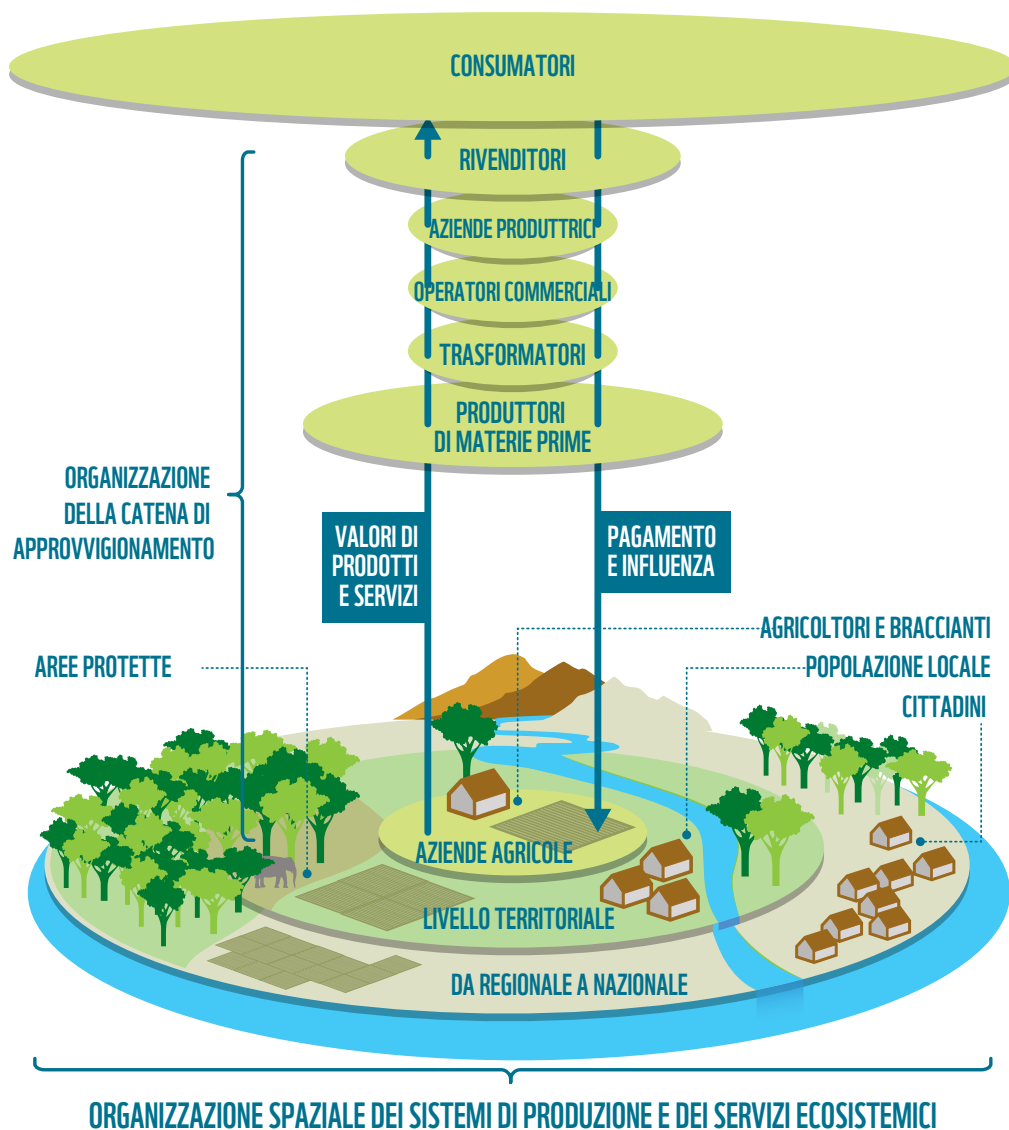 CONSUMATORI
RIVENDITORI
AZIENDE PRODUTTRICI
OPERATORI COMMERCIALI
TRASFORMATORI
PRODUTTORI
DI MATERIE PRIME
ORGANIZZAZIONE
DELLA CATENA DI
APPROVVIGIONAMENTO
VALORI DI
PRODOTTI
E SERVIZI
PAGAMENTO
E INFLUENZA
AGRICOLTORI E BRACCIANTI
AREE PROTETTE
POPOLAZIONE LOCALE
CITTADINI
AZIENDE AGRICOLE
LIVELLO TERRITORIALE
DA REGIONALE A NAZIONALE
ORGANIZZAZIONE SPAZIALE DEI SISTEMI DI PRODUZIONE E DEI SERVIZI ECOSISTEMICI